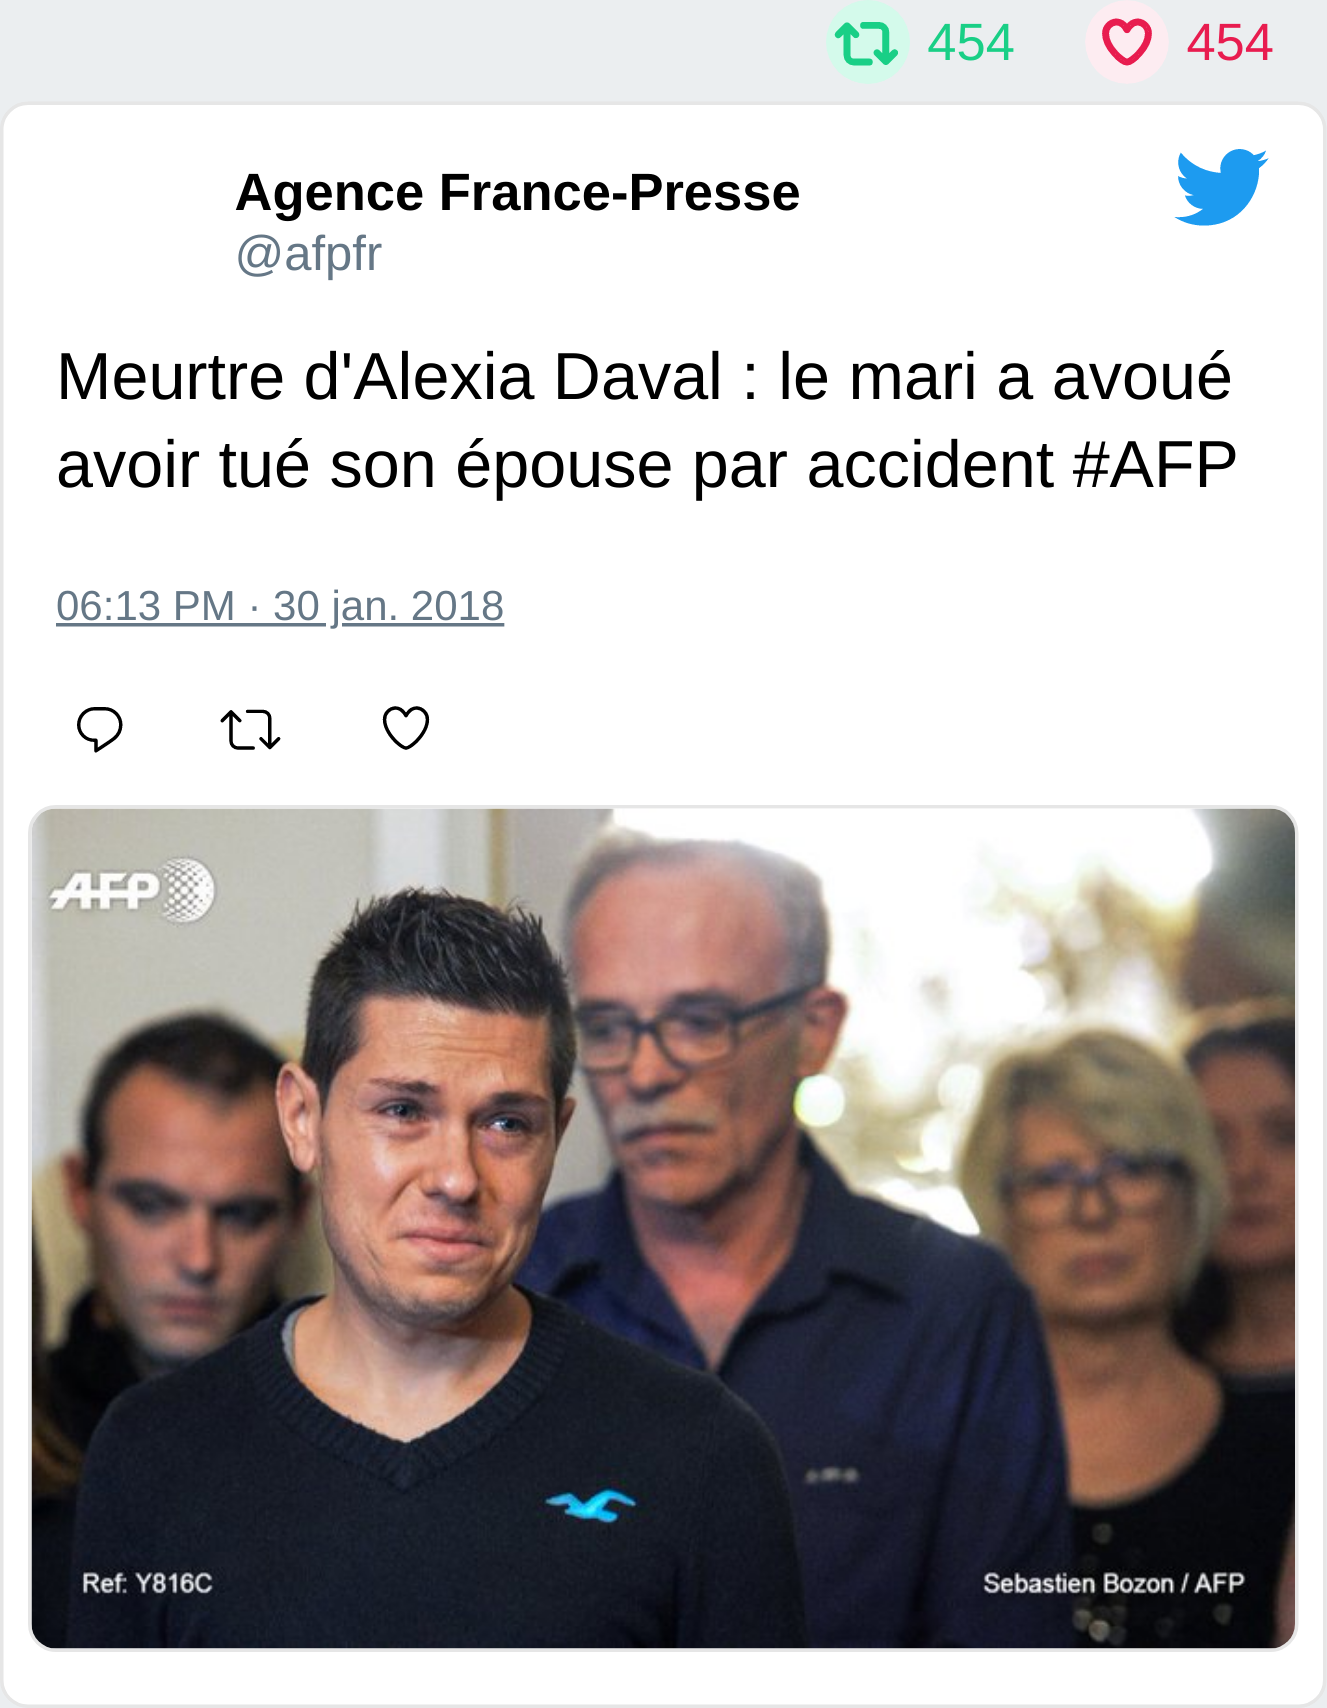 454 454
Agence France-Presse
@afpfr
Meurtre d'Alexia Daval : le mari a avoué
avoir tué son épouse par accident #AFP
06:13 PM · 30 jan. 2018
AFP
Ref: Y816C
Sebastien Bozon / AFP